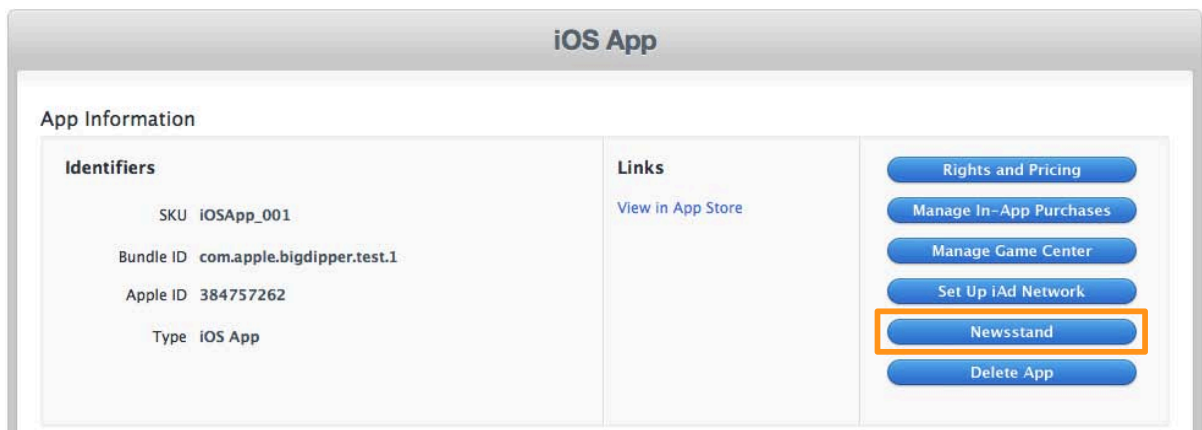 iOS App
App Information
Identifiers
SKU iOSApp_001
Bundle ID com.apple.bigdipper.test.1
Apple ID 384757262
Type iOS App
Links
View in App Store
Rights and Pricing
Manage In-App Purchases
Manage Game Center
Set Up iAd Network
Newsstand
Delete App